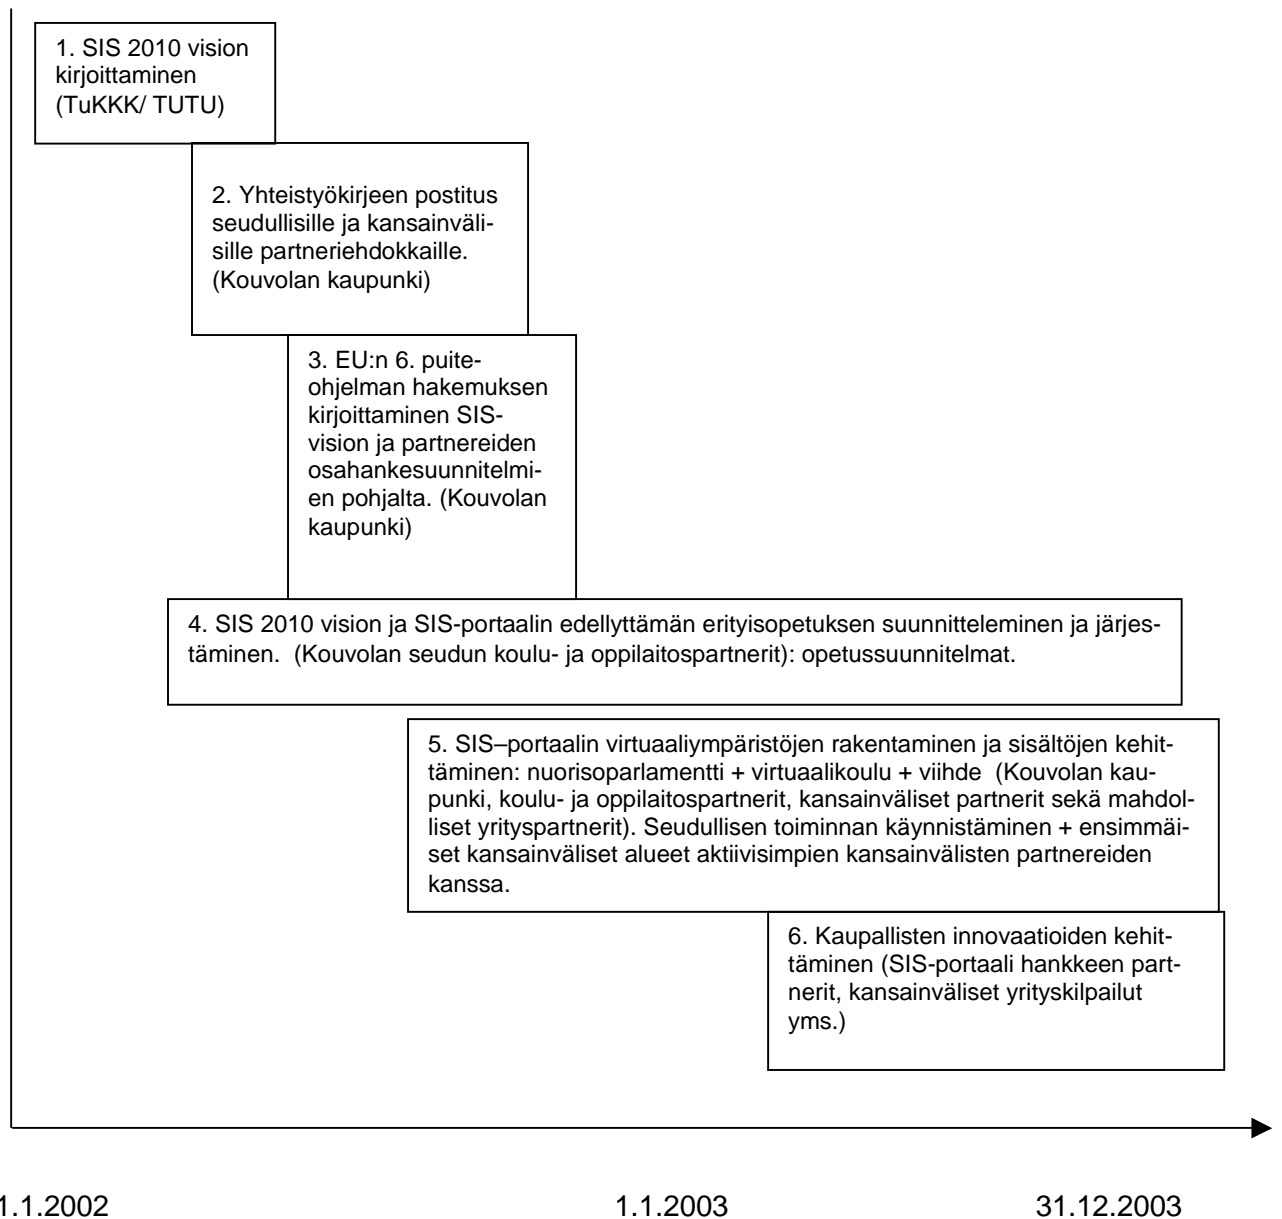 1. SIS 2010 vision
kirjoittaminen
(TuKKK/ TUTU)
2. Yhteistyökirjeen postitus
seudullisille ja kansainväli-
sille partneriehdokkaille.
(Kouvolan kaupunki)
3. EU:n 6. puite-
ohjelman hakemuksen
kirjoittaminen SIS-
vision ja partnereiden
osahankesuunnitelmi-
en pohjalta. (Kouvolan
kaupunki)
4. SIS 2010 vision ja SIS-portaalin edellyttämän erityisopetuksen suunnitteleminen ja järjes-
täminen. (Kouvolan seudun koulu- ja oppilaitospartnerit): opetussuunnitelmat.
5. SIS–portaalin virtuaaliympäristöjen rakentaminen ja sisältöjen kehit-
täminen: nuorisoparlamentti + virtuaalikoulu + viihde (Kouvolan kau-
punki, koulu- ja oppilaitospartnerit, kansainväliset partnerit sekä mahdol-
liset yrityspartnerit). Seudullisen toiminnan käynnistäminen + ensimmäi-
set kansainväliset alueet aktiivisimpien kansainvälisten partnereiden
kanssa.
6. Kaupallisten innovaatioiden kehit-
täminen (SIS-portaali hankkeen part-
nerit, kansainväliset yrityskilpailut
yms.)
1.1.2002 1.1.2003 31.12.2003